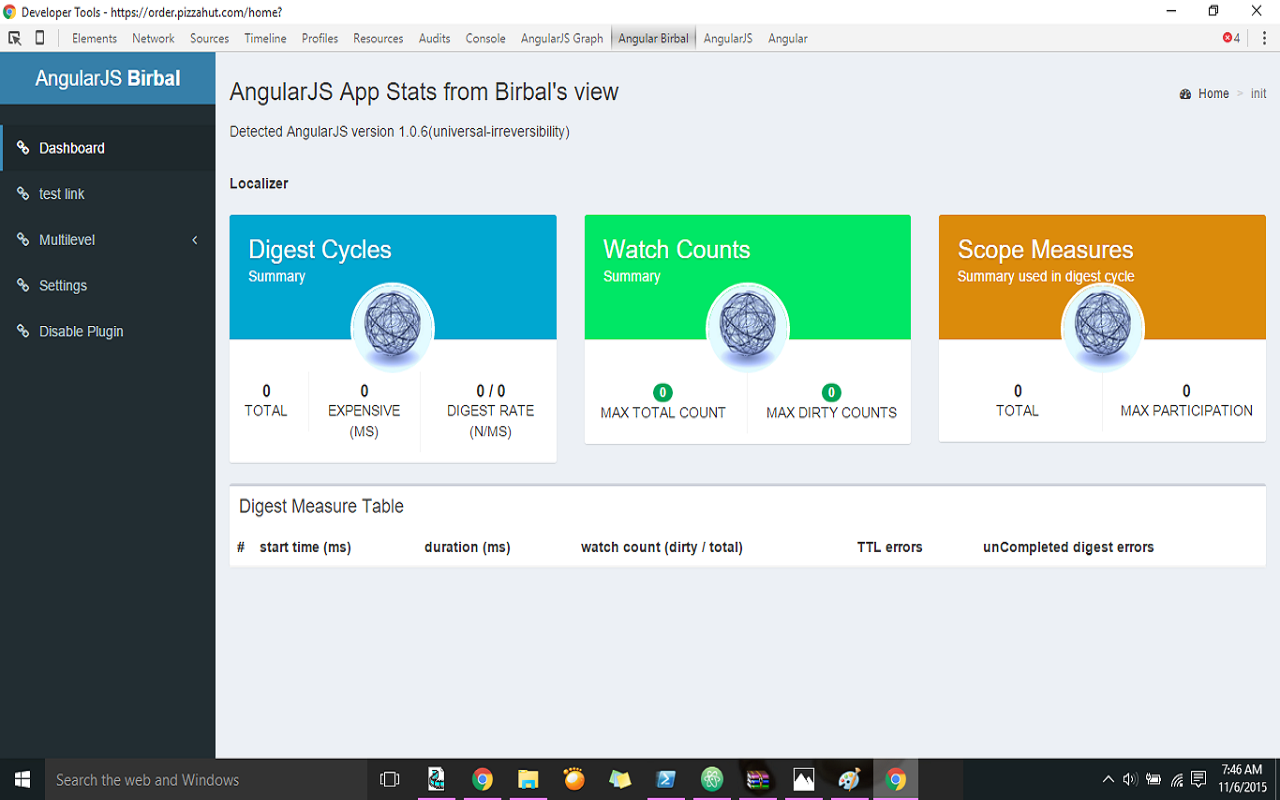 Developer Tools - https://order.pizzahut.com/home?
Elements Network Sources Timeline Profiles Resources Audits Console AngularJS Graph Angular Birbal AngularJS Angular 4
AngularJS Birbal
Dashboard
test link
Multilevel
Settings
Disable Plugin
AngularJS App Stats from Birbal's view
Home > init
Detected AngularJS version 1.0.6(universal-irreversibility)
Localizer
Digest Cycles
Summary
0
TOTAL
0
EXPENSIVE
(MS)
0 / 0
DIGEST RATE
(N/MS)
Watch Counts
Summary
0
MAX TOTAL COUNT
0
MAX DIRTY COUNTS
Scope Measures
Summary used in digest cycle
0
TOTAL
0
MAX PARTICIPATION
Digest Measure Table
# start time (ms) duration (ms) watch count (dirty / total) TTL errors unCompleted digest errors
Search the web and Windows
7:46 AM
11/6/2015